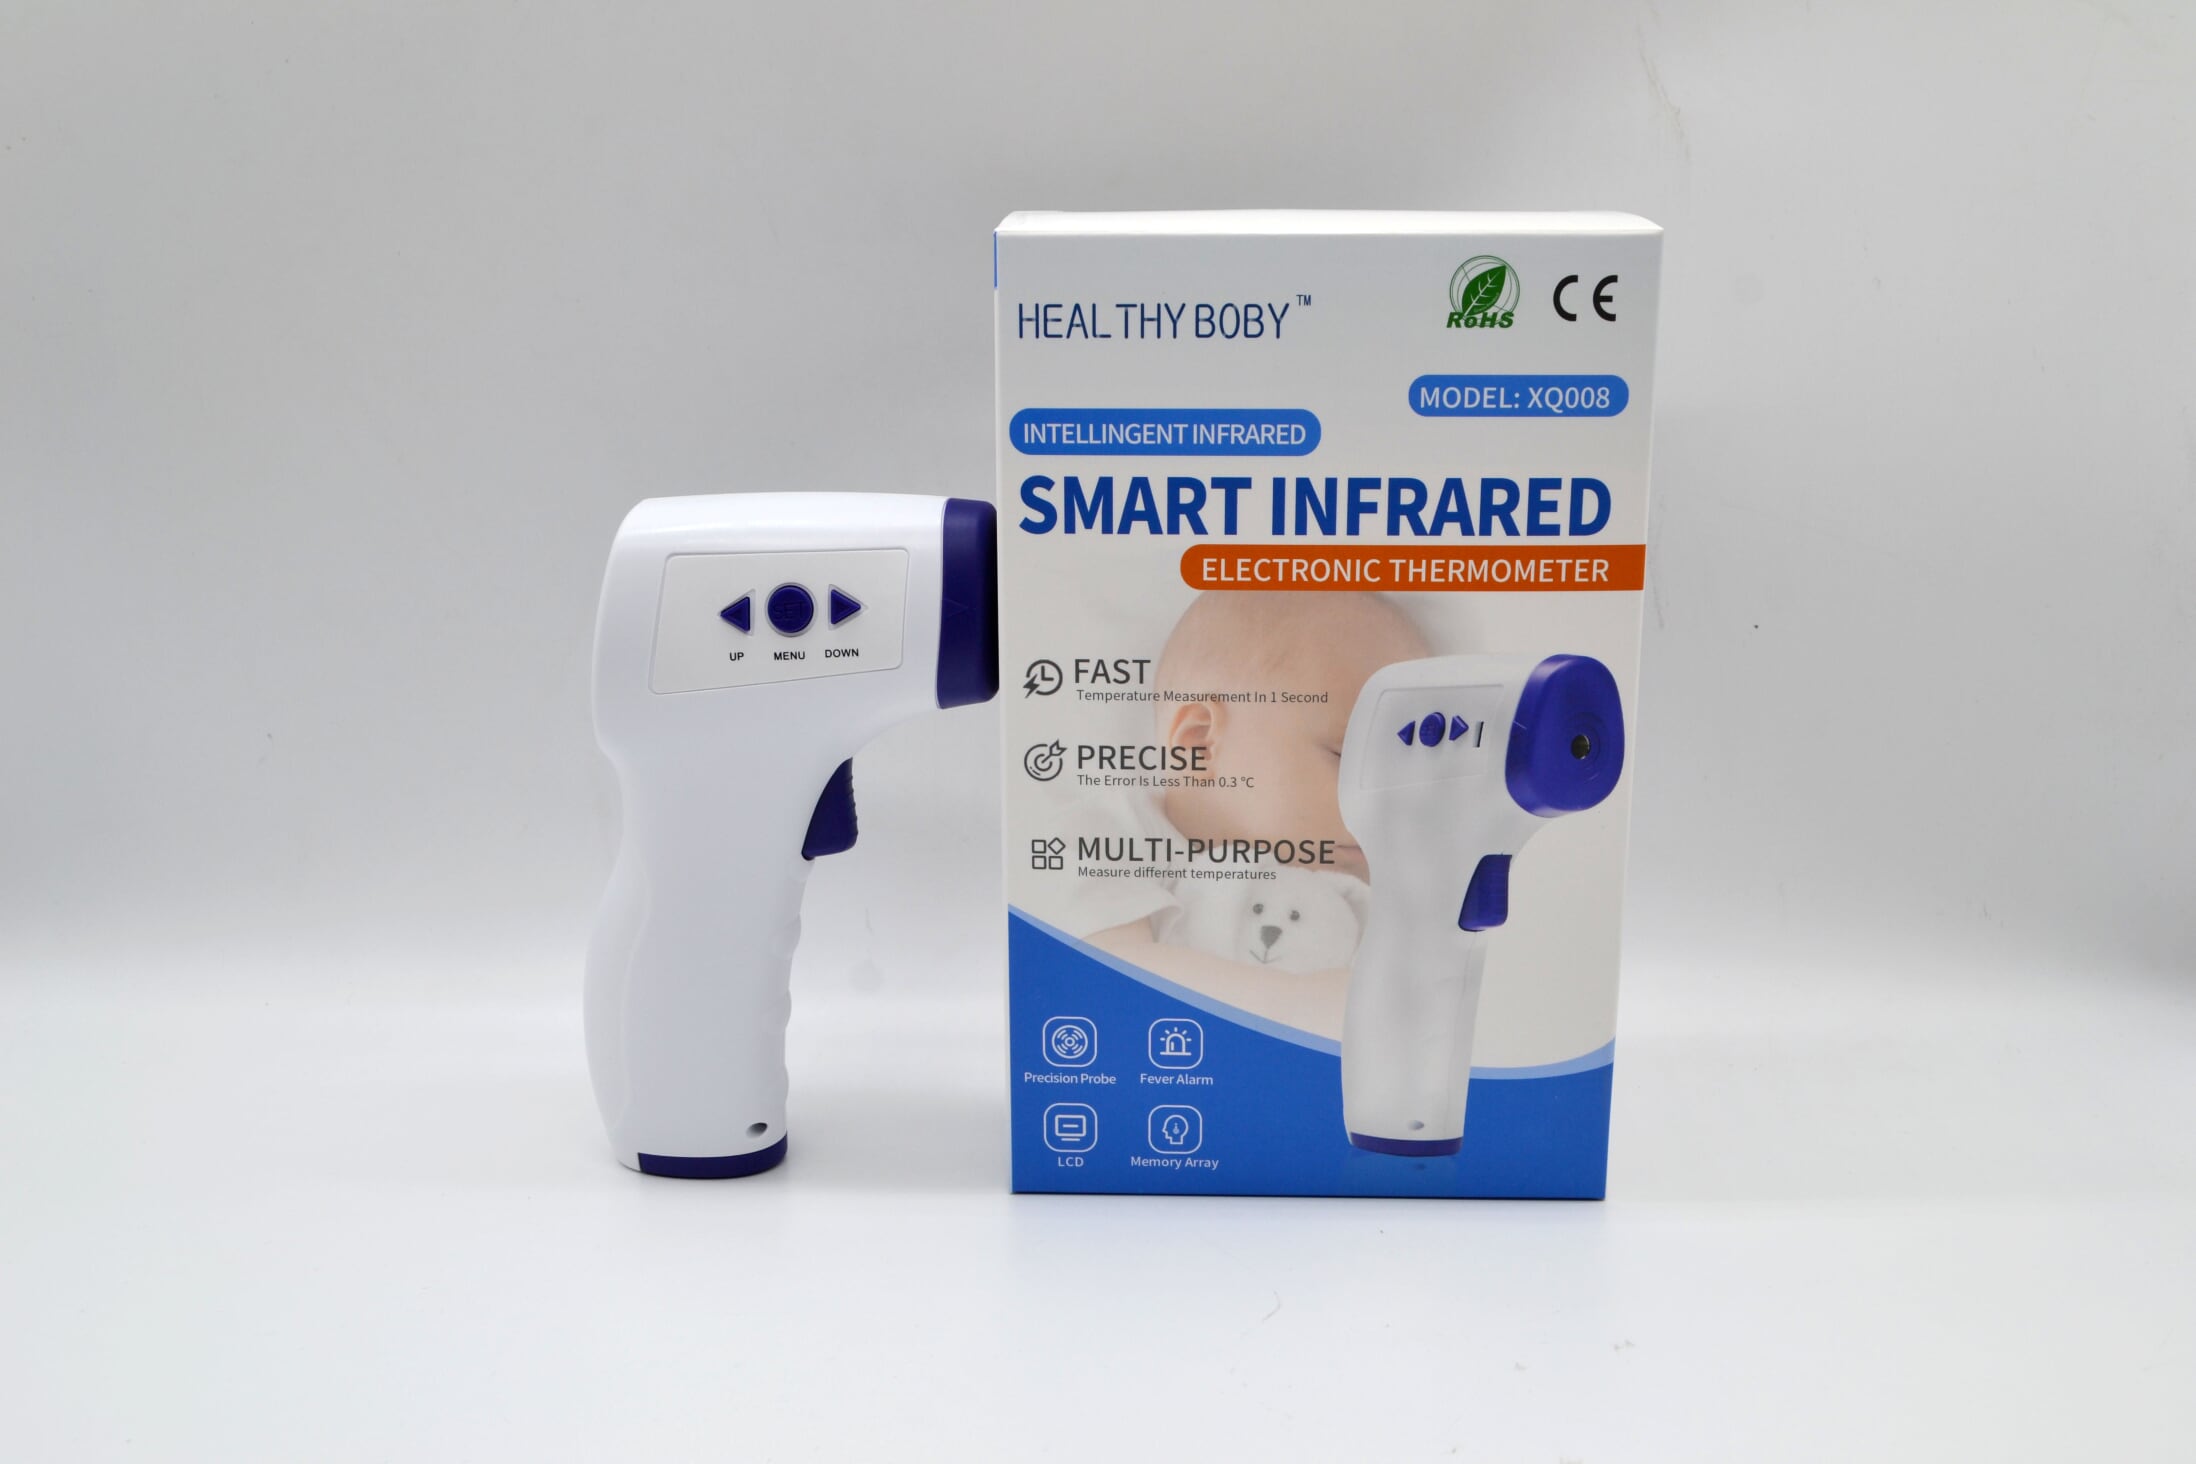 UP
SET
MENU
DOWN
HEALTHY BOBY™
RoHS
CE
MODEL: XQ008
INTELLINGENT INFRARED
SMART INFRARED
ELECTRONIC THERMOMETER
FAST
Temperature Measurement In 1 Second
PRECISE
The Error Is Less Than 0.3 °C
MULTI-PURPOSE
Measure different temperatures
Precision Probe
Fever Alarm
LCD
Memory Array